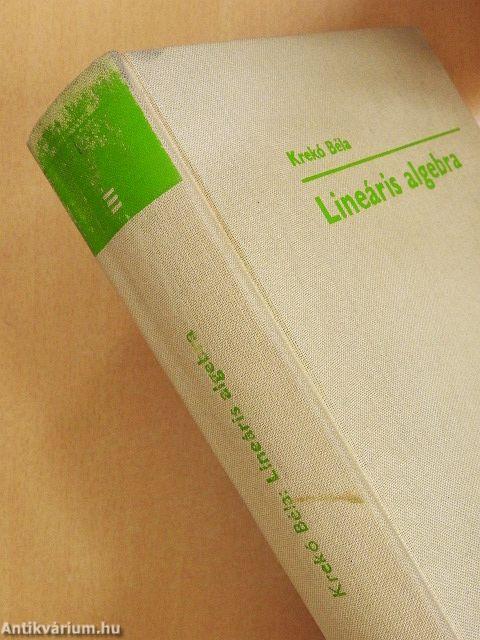 Krekó Béla
Lineáris algebra
Krekó Béla: Lineáris algebra
Antikvárium.hu